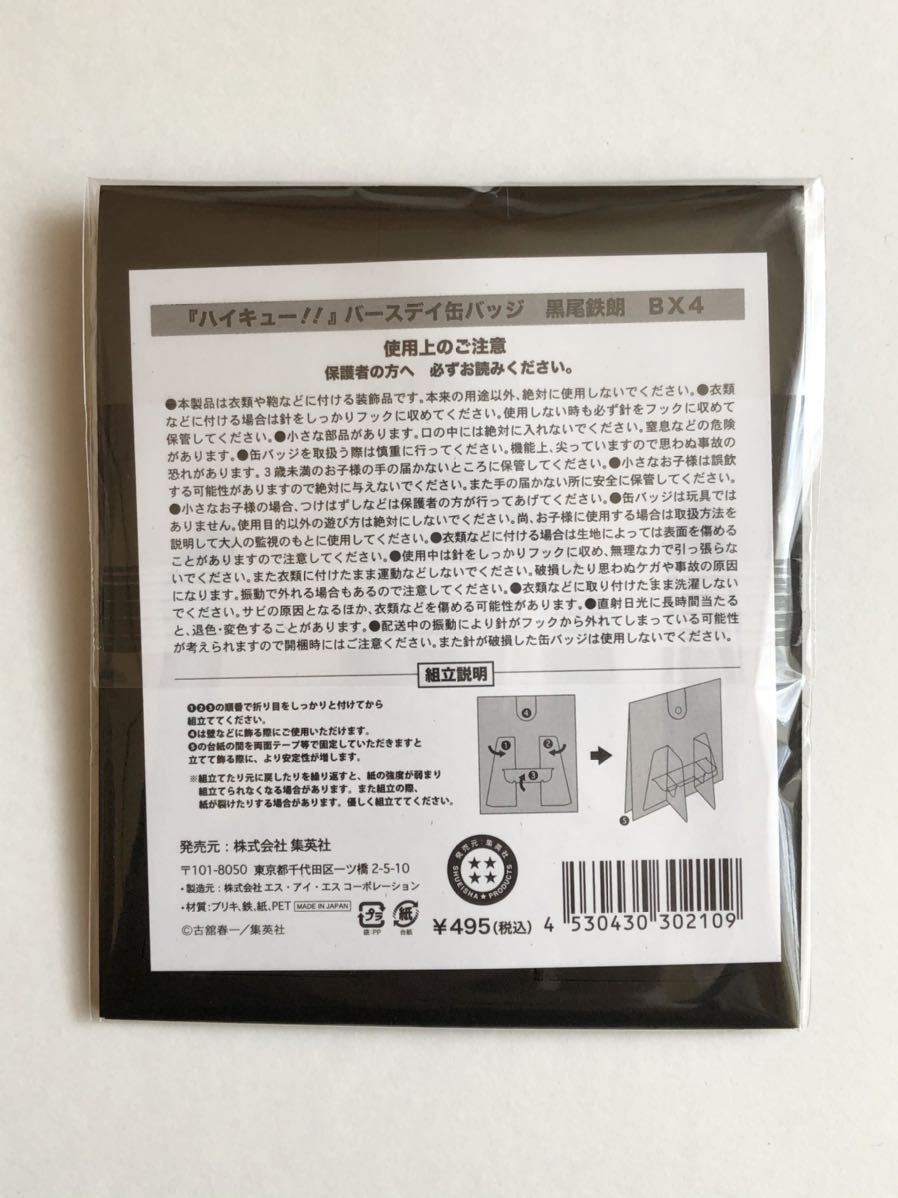 『ハイキュー!!』バースデイ缶バッジ　黒尾鉄朗　BX4
使用上のご注意
保護者の方へ　必ずお読みください。
●本製品は衣類や鞄などに付ける装飾品です。本来の用途以外、絶対に使用しないでください。●衣類
などに付ける場合は針をしっかりフックに収めてください。使用しない時も必ず針をフックに収めて
保管してください。●小さな部品があります。口の中には絶対に入れないでください。窒息などの危険
があります。●缶バッジを取扱う際は慎重に行ってください。機能上、尖っていますので思わぬ事故の
恐れがあります。3歳未満のお子様の手の届かないところに保管してください。●小さなお子様は誤飲
する可能性がありますので絶対に与えないでください。また手の届かない所に安全に保管してください。
●小さなお子様の場合、つけはずしなどは保護者の方が行ってあげてください。●缶バッジは玩具では
ありません。使用目的以外の遊び方は絶対にしないでください。尚、お子様に使用する場合は取扱方法を
説明して大人の監視のもとに使用してください。●衣類などに付ける場合は生地によっては表面を傷める
ことがありますので注意してください。●使用中は針をしっかりフックに収め、無理な力で引っ張らな
いでください。また衣類に付けたまま運動などしないでください。破損したり思わぬケガや事故の原因
になります。振動で外れる場合もあるので注意してください。●衣類などに取り付けたまま洗濯しない
でください。サビの原因となるほか、衣類などを傷める可能性があります。●直射日光に長時間当たる
と、退色・変色することがあります。●配送中の振動により針がフックから外れてしまっている可能性
が考えられますので開梱時にはご注意ください。また針が破損した缶バッジは使用しないでください。
組立説明
❶❷❸の順番で折り目をしっかりと付けてから
組立ててください。
❹は壁などに飾る際にご使用いただけます。
❺の台紙の間を両面テープ等で固定していただきますと
立てて飾る際に、より安定性が増します。
※組立てたり元に戻したりを繰り返すと、紙の強度が弱まり
組立てられなくなる場合があります。また組立の際、
紙が裂けたりする場合があります。優しく組立ててください。
❹
❶
❷
❸
❺
発売元：株式会社 集英社
〒101-8050 東京都千代田区一ツ橋 2-5-10
・製造元：株式会社 エス・アイ・エス コーポレーション
・材質：ブリキ、鉄、紙、PET MADE IN JAPAN
©古舘春一／集英社
プラ
袋:PP
紙
台紙
発売元：集英社
SHUEISHA★PRODUCTS
¥495(税込)
4 530430 302109